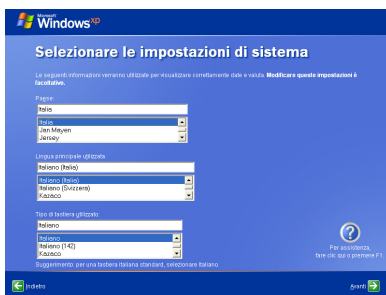 Microsoft
Windows xp
Selezionare le impostazioni di sistema
Le seguenti informazioni verranno utilizzate per visualizzare correttamente date e valuta. Modificare queste impostazioni è
facoltativo.
Paese:
Italia
Italia
Jan Mayen
Jersey
Lingua principale utilizzata:
Italiano (Italia)
Italiano (Italia)
Italiano (Svizzera)
Kazaco
Tipo di tastiera utilizzato:
Italiano
Italiano
Italiano (142)
Kazaco
Suggerimento: per una tastiera italiana standard, selezionare Italiano.
Per assistenza,
fare clic qui o premere F1.
Indietro
Avanti